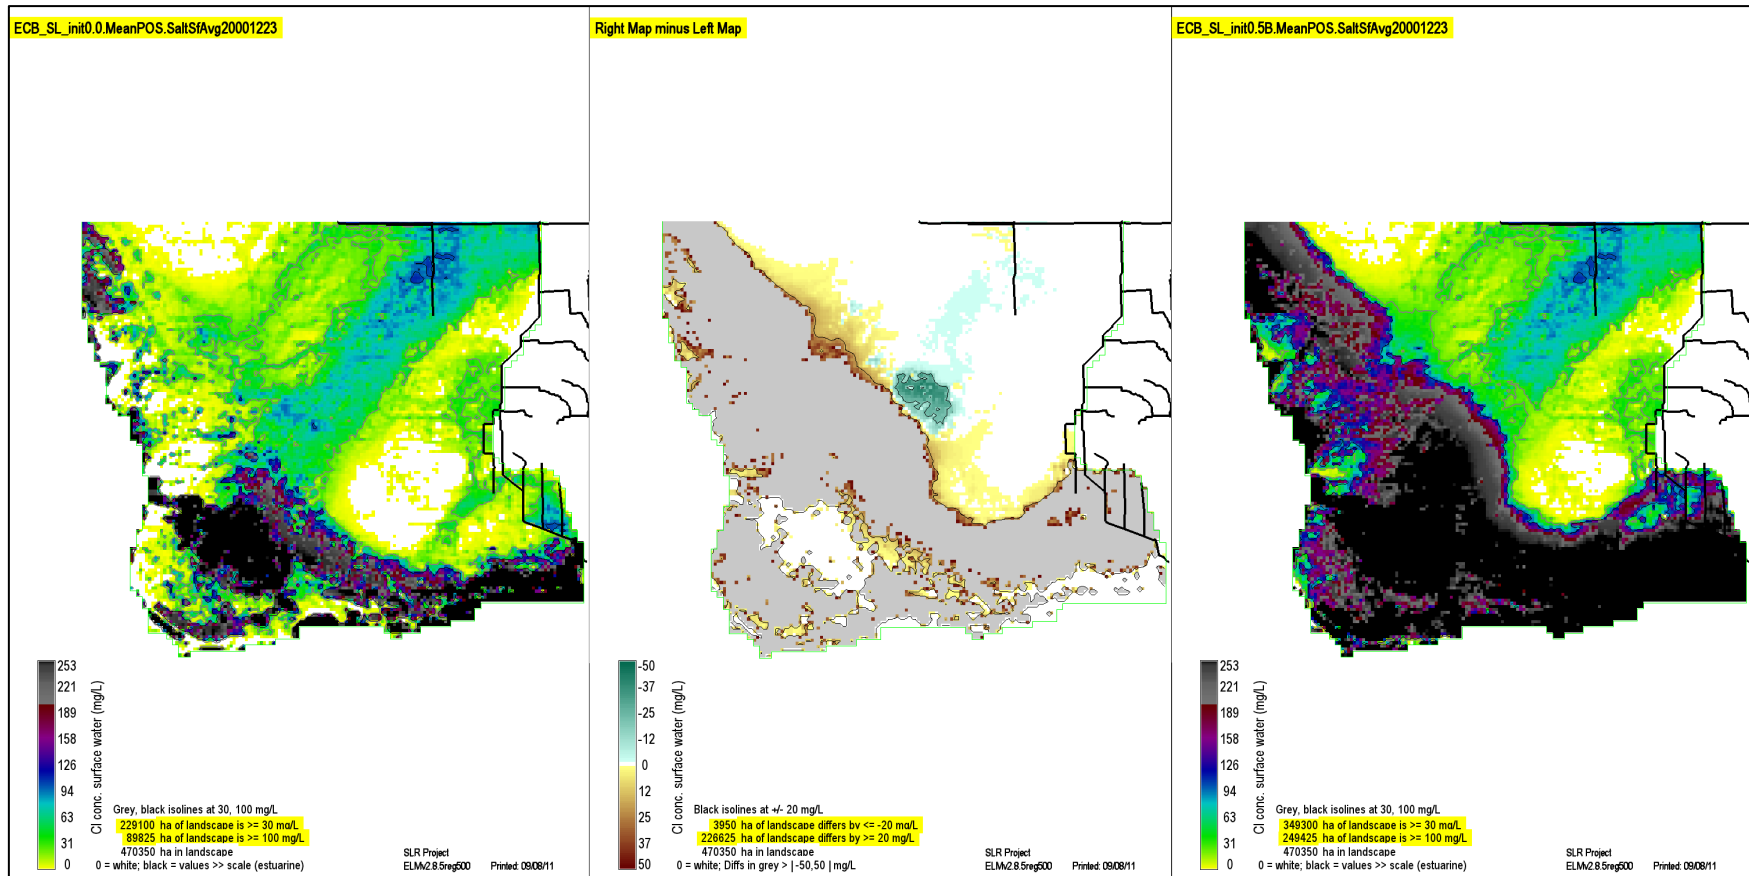 ECB_SL_init0.0.MeanPOS.SaltSfAvg20001223
253
221
189
158
126
94
63
31
0
Cl conc. surface water (mg/L)
Grey, black isolines at 30, 100 mg/L
229100 ha of landscape is >= 30 mg/L
89825 ha of landscape is >= 100 mg/L
470350 ha in landscape
0 = white; black = values >> scale (estuarine)
SLR Project
ELMv2.8.5reg500 Printed: 09/08/11
Right Map minus Left Map
-50
-37
-25
-12
0
12
25
37
50
Cl conc. surface water (mg/L)
Black isolines at +/- 20 mg/L
3950 ha of landscape differs by <= -20 mg/L
226625 ha of landscape differs by >= 20 mg/L
470350 ha in landscape
0 = white; Diffs in grey > | -50,50 | mg/L
SLR Project
ELMv2.8.5reg500 Printed: 09/08/11
ECB_SL_init0.5B.MeanPOS.SaltSfAvg20001223
253
221
189
158
126
94
63
31
0
Cl conc. surface water (mg/L)
Grey, black isolines at 30, 100 mg/L
349300 ha of landscape is >= 30 mg/L
249425 ha of landscape is >= 100 mg/L
470350 ha in landscape
0 = white; black = values >> scale (estuarine)
SLR Project
ELMv2.8.5reg500 Printed: 09/08/11